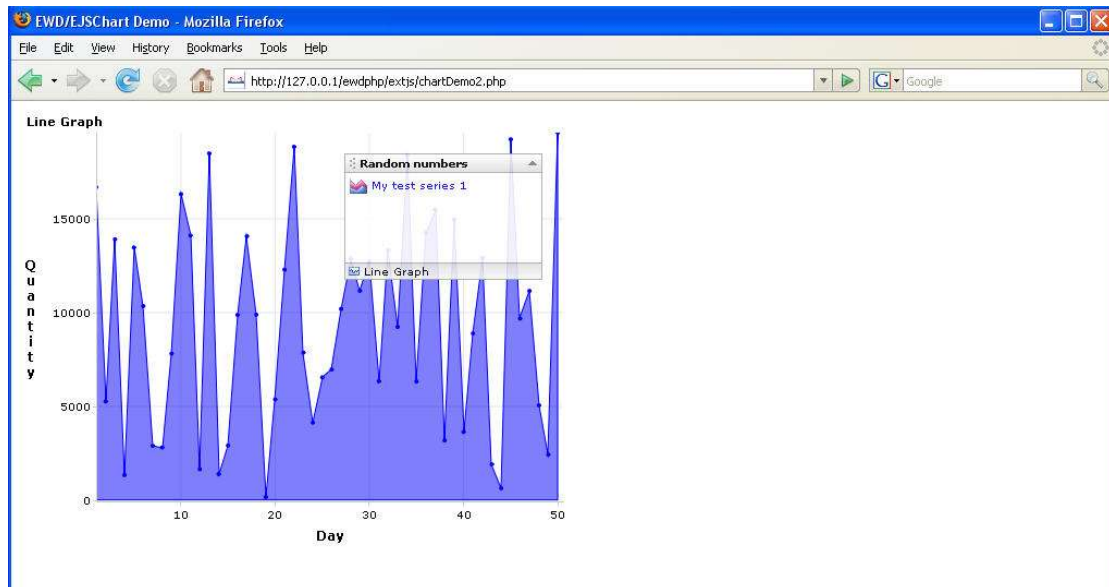 EWD/EJSChart Demo - Mozilla Firefox
File Edit View History Bookmarks Tools Help
http://127.0.0.1/ewdphp/extjs/chartDemo2.php
Google
Line Graph
Random numbers
My test series 1
Line Graph
15000
10000
5000
0
Quantity
10 20 30 40 50
Day